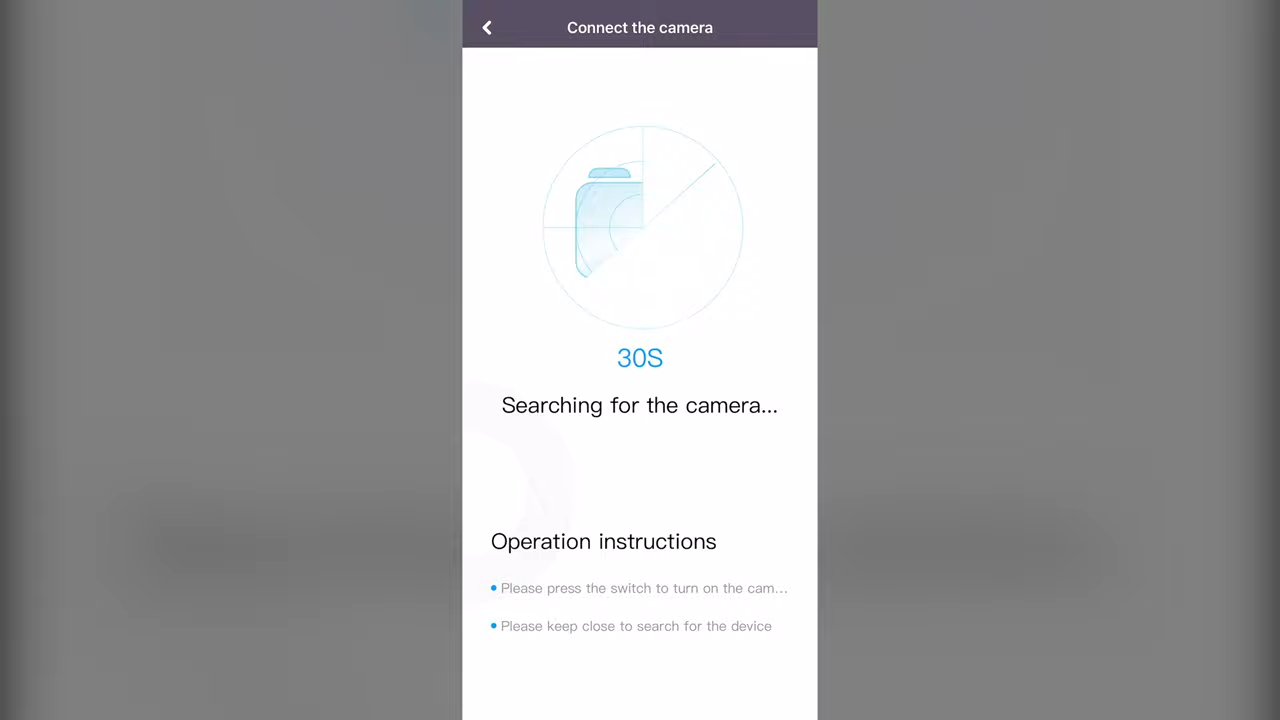 Connect the camera
30S
Searching for the camera...
Operation instructions
Please press the switch to turn on the cam...
Please keep close to search for the device